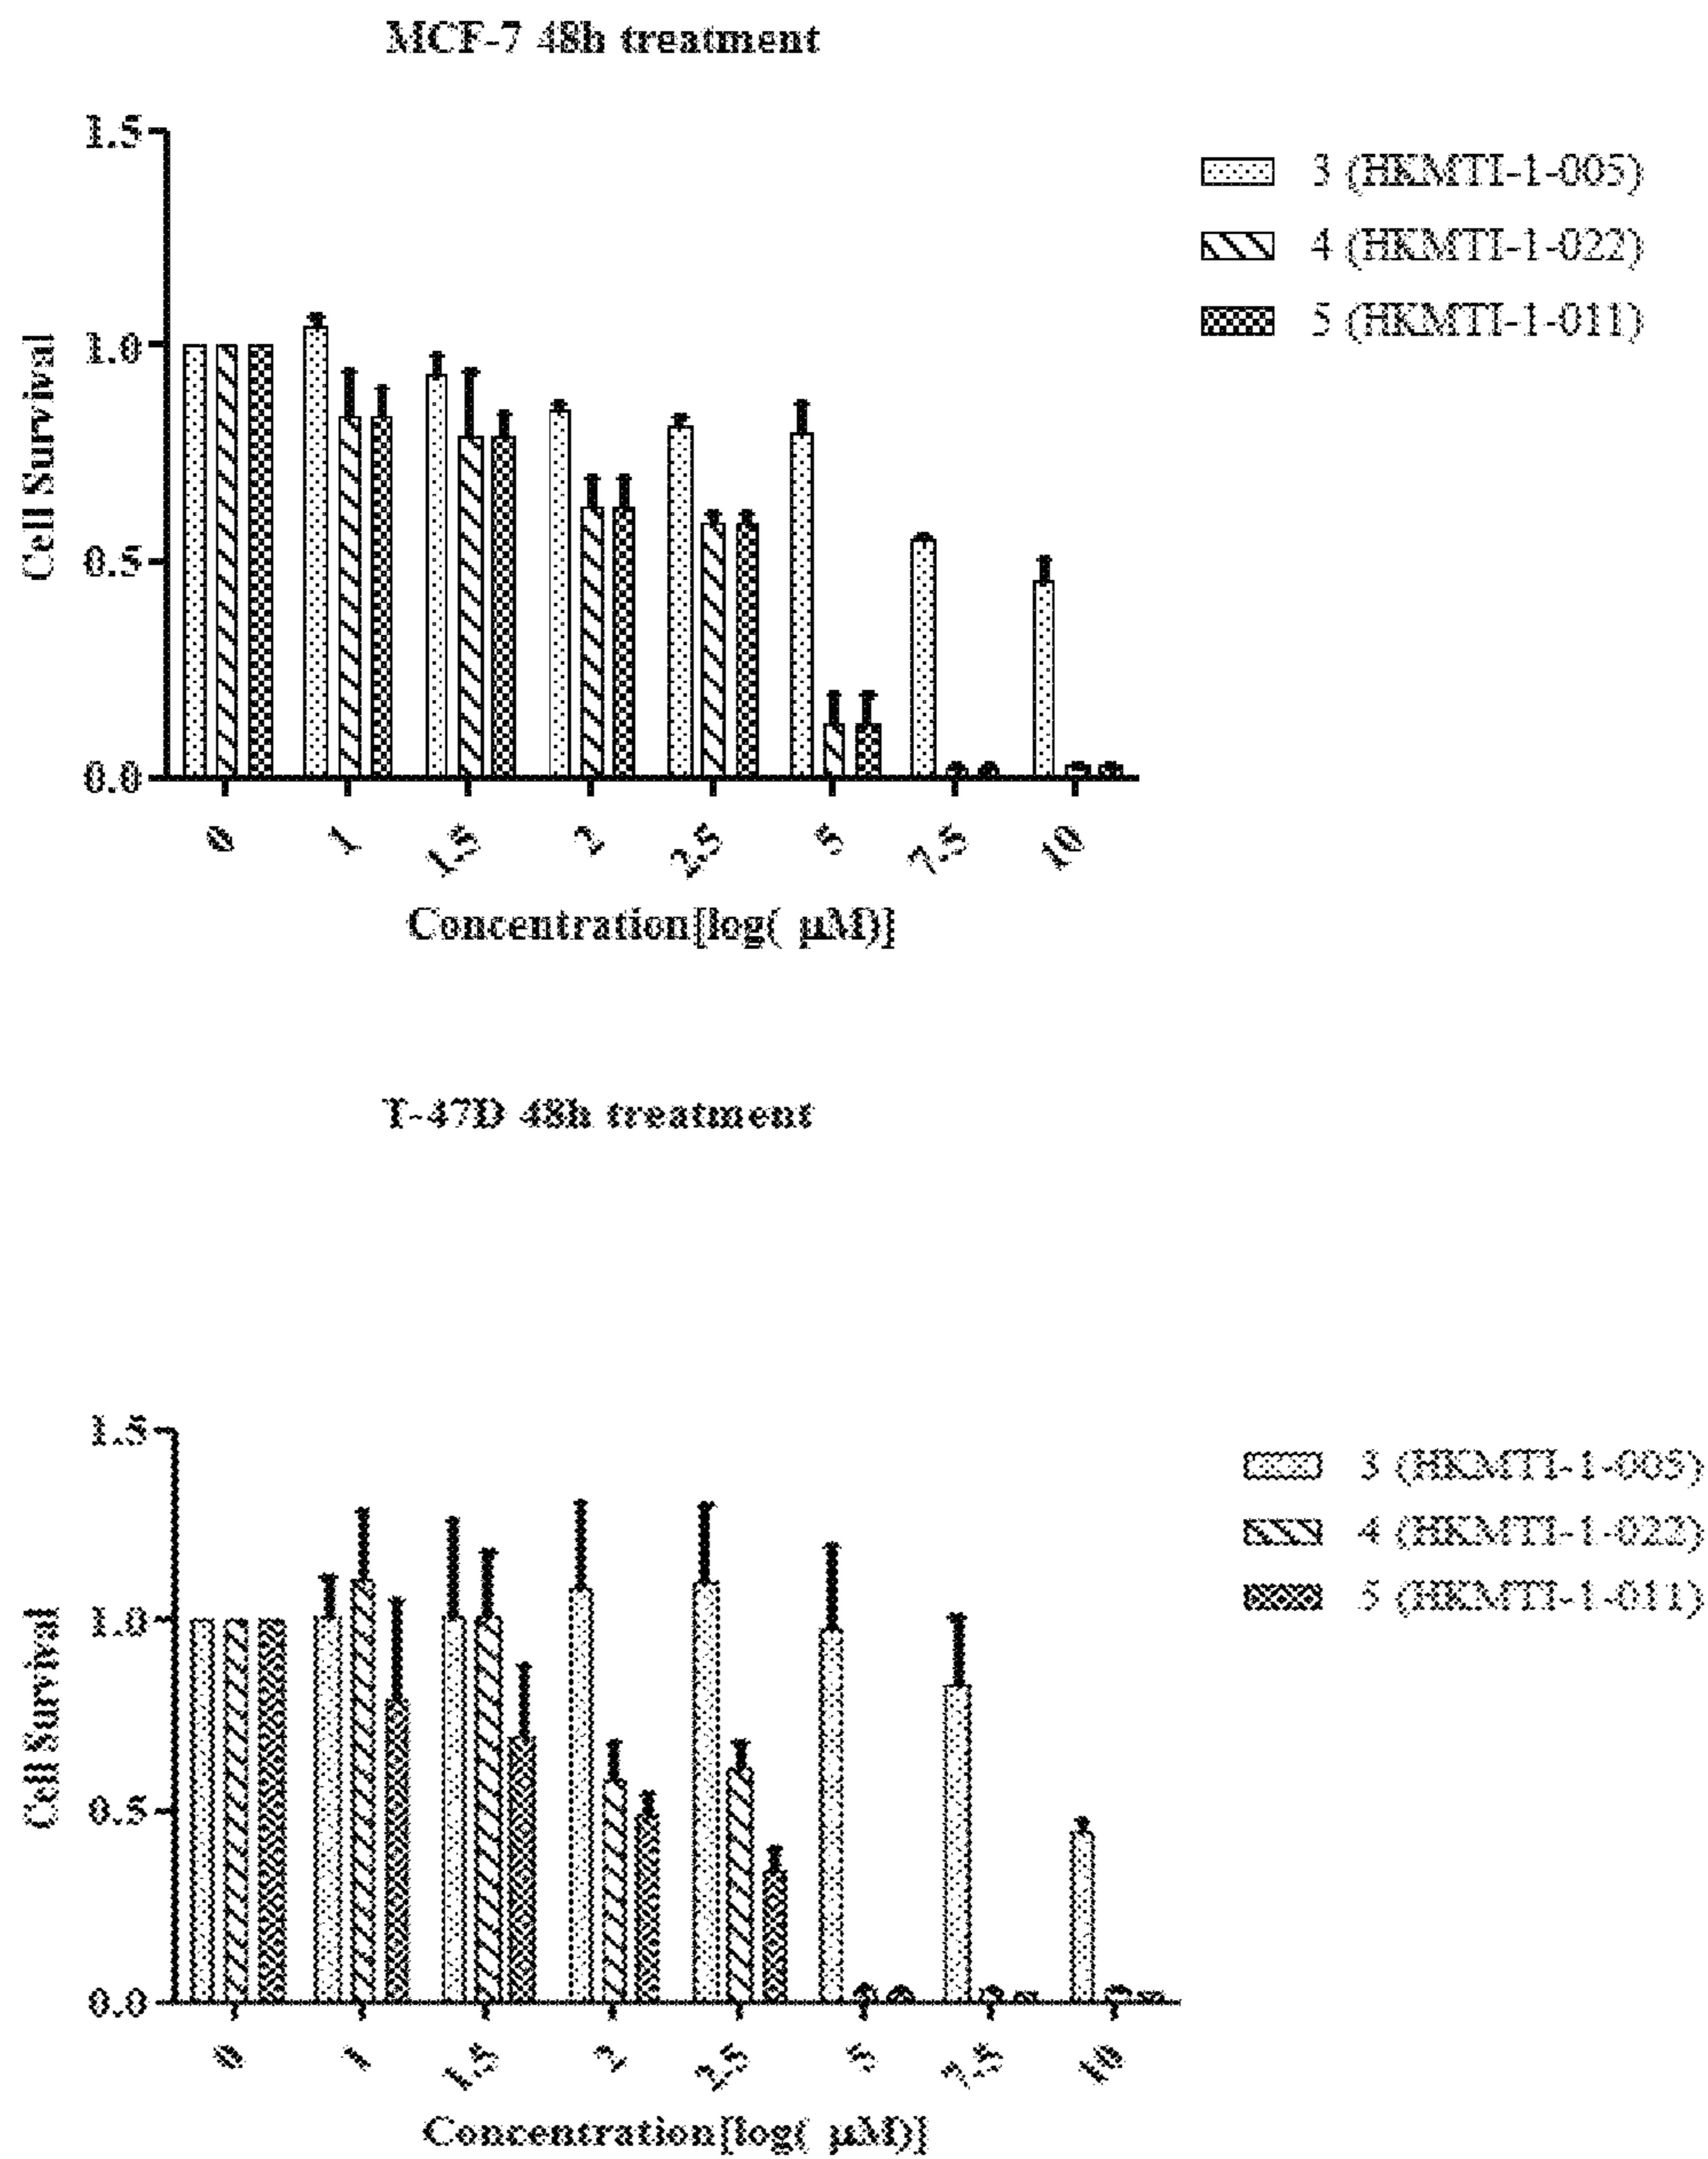 MCF-7 48h treatment
1.5
1.0
0.5
0.0
Cell Survival
3 (HKMTI-1-005)
4 (HKMTI-1-022)
5 (HKMTI-1-011)
0 1 1.5 2 2.5 5 7.5 10
Concentration[log( µM)]
T-47D 48h treatment
1.5
1.0
0.5
0.0
Cell Survival
3 (HKMTI-1-005)
4 (HKMTI-1-022)
5 (HKMTI-1-011)
0 1 1.5 2 2.5 5 7.5 10
Concentration[log( µM)]